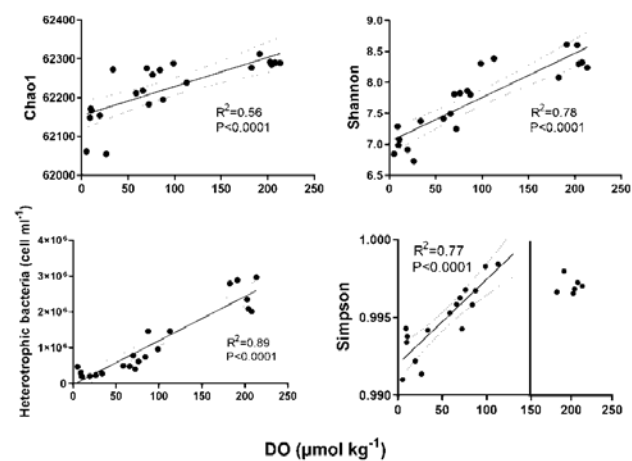 62400
62300
62200
62100
62000
Chao1
R²=0.56
P<0.0001
0 50 100 150 200 250
9.0
8.5
8.0
7.5
7.0
6.5
Shannon
R²=0.78
P<0.0001
0 50 100 150 200 250
4×10⁶
3×10⁶
2×10⁶
1×10⁶
0
Heterotrophic bacteria (cell ml⁻¹)
R²=0.89
P<0.0001
0 50 100 150 200 250
1.000
0.995
0.990
Simpson
R²=0.77
P<0.0001
0 50 100 150 200 250
DO (μmol kg⁻¹)